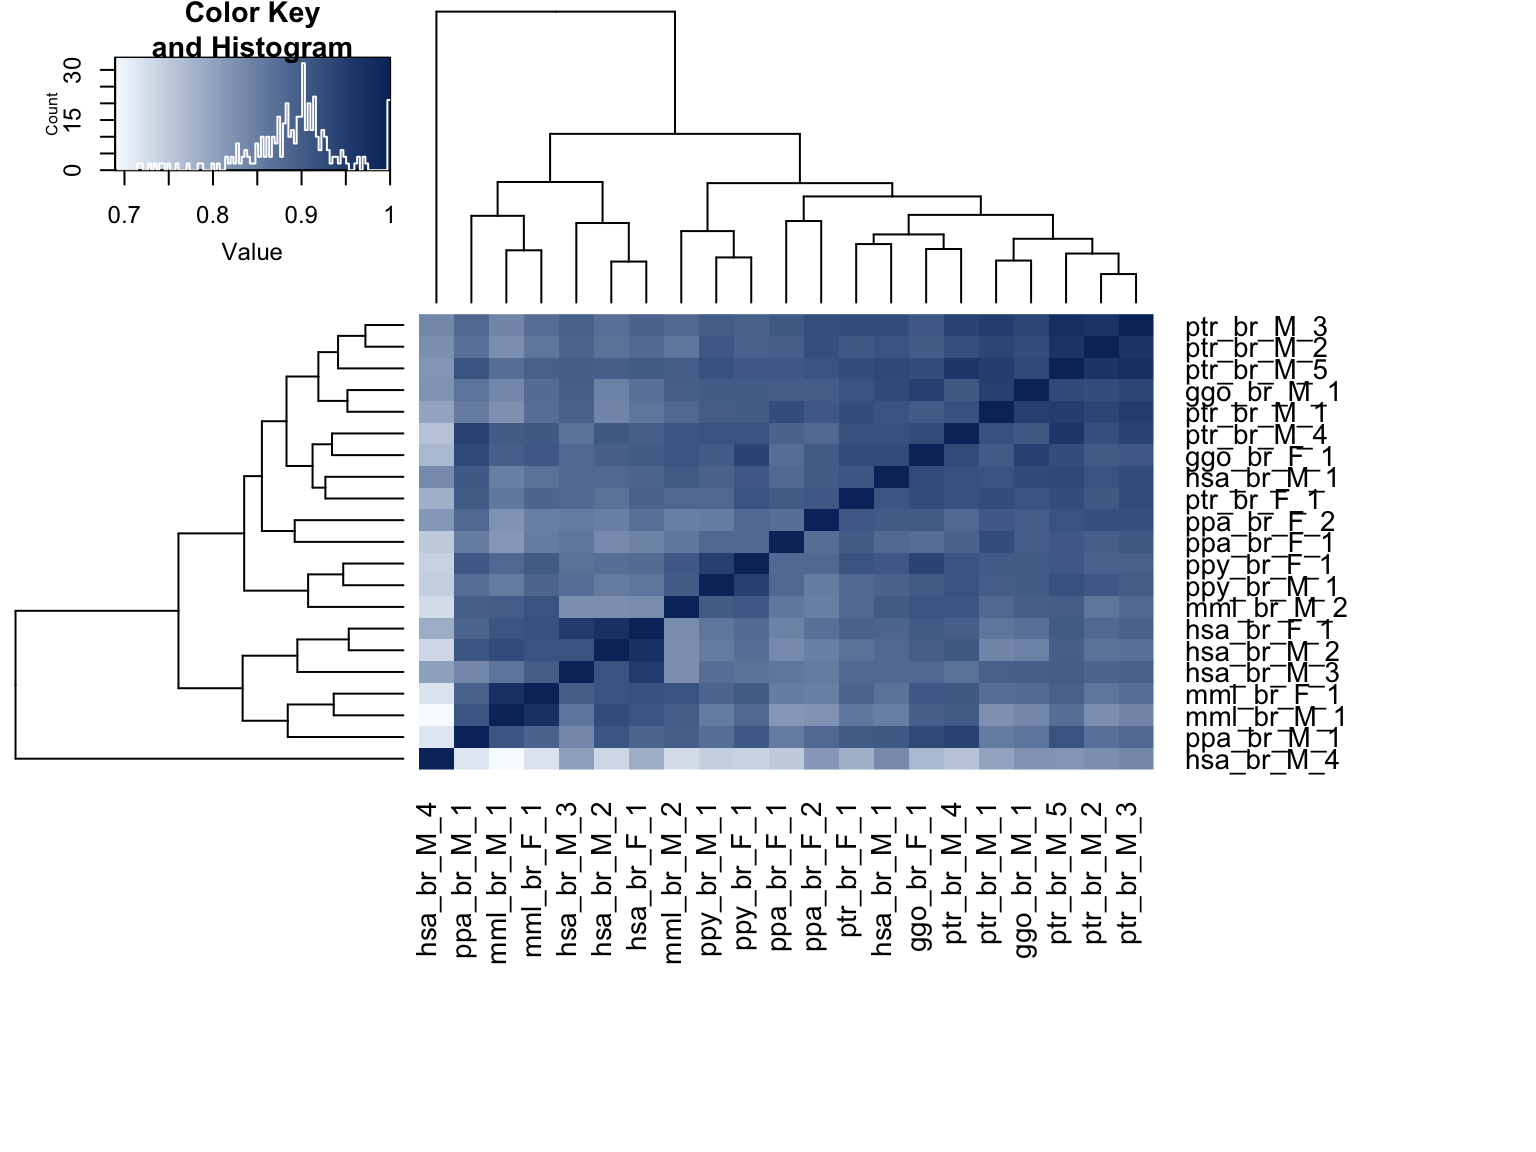 Color Key
and Histogram
Count
0
15
30
0.7 0.8 0.9 1
Value
ptr_br_M_3
ptr_br_M_2
ptr_br_M_5
ggo_br_M_1
ptr_br_M_1
ptr_br_M_4
ggo_br_F_1
hsa_br_M_1
ptr_br_F_1
ppa_br_F_2
ppa_br_F_1
ppy_br_F_1
ppy_br_M_1
mml_br_M_2
hsa_br_F_1
hsa_br_M_2
hsa_br_M_3
mml_br_F_1
mml_br_M_1
ppa_br_M_1
hsa_br_M_4
hsa_br_M_4
ppa_br_M_1
mml_br_M_1
mml_br_F_1
hsa_br_M_3
hsa_br_M_2
hsa_br_F_1
mml_br_M_2
ppy_br_M_1
ppy_br_F_1
ppa_br_F_1
ppa_br_F_2
ptr_br_F_1
hsa_br_M_1
ggo_br_F_1
ptr_br_M_4
ptr_br_M_1
ggo_br_M_1
ptr_br_M_5
ptr_br_M_2
ptr_br_M_3